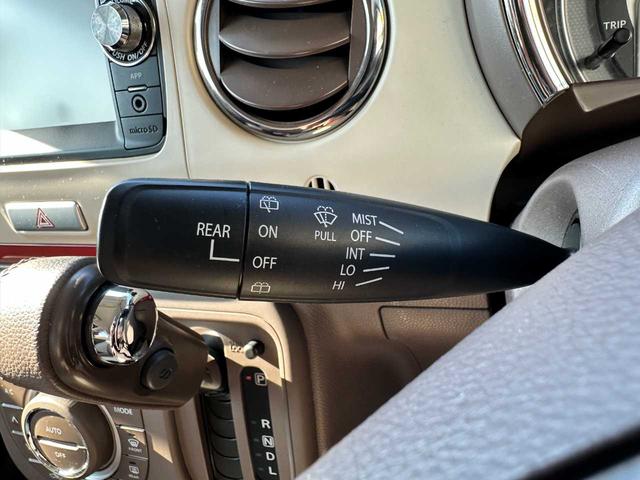 PUSH ON/OFF
APP
microSD
TRIP
REAR
ON
OFF
PULL
MIST
OFF
INT
LO
HI
P
R
N
D
L
MODE
AUTO
OFF
FRONT
REAR
A/C